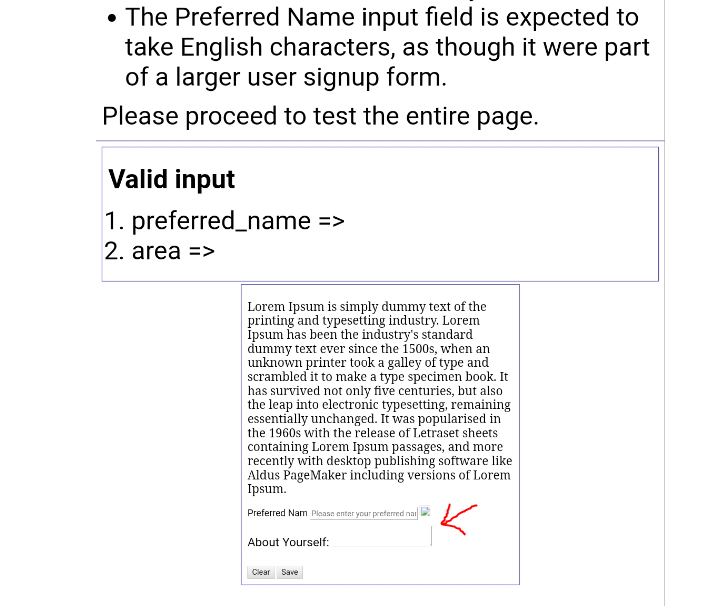 The Preferred Name input field is expected to
take English characters, as though it were part
of a larger user signup form.
Please proceed to test the entire page.
Valid input
1. preferred_name =>
2. area =>
Lorem Ipsum is simply dummy text of the
printing and typesetting industry. Lorem
Ipsum has been the industry's standard
dummy text ever since the 1500s, when an
unknown printer took a galley of type and
scrambled it to make a type specimen book. It
has survived not only five centuries, but also
the leap into electronic typesetting, remaining
essentially unchanged. It was popularised in
the 1960s with the release of Letraset sheets
containing Lorem Ipsum passages, and more
recently with desktop publishing software like
Aldus PageMaker including versions of Lorem
Ipsum.
Preferred Nam Please enter your preferred nai
About Yourself:
Clear Save